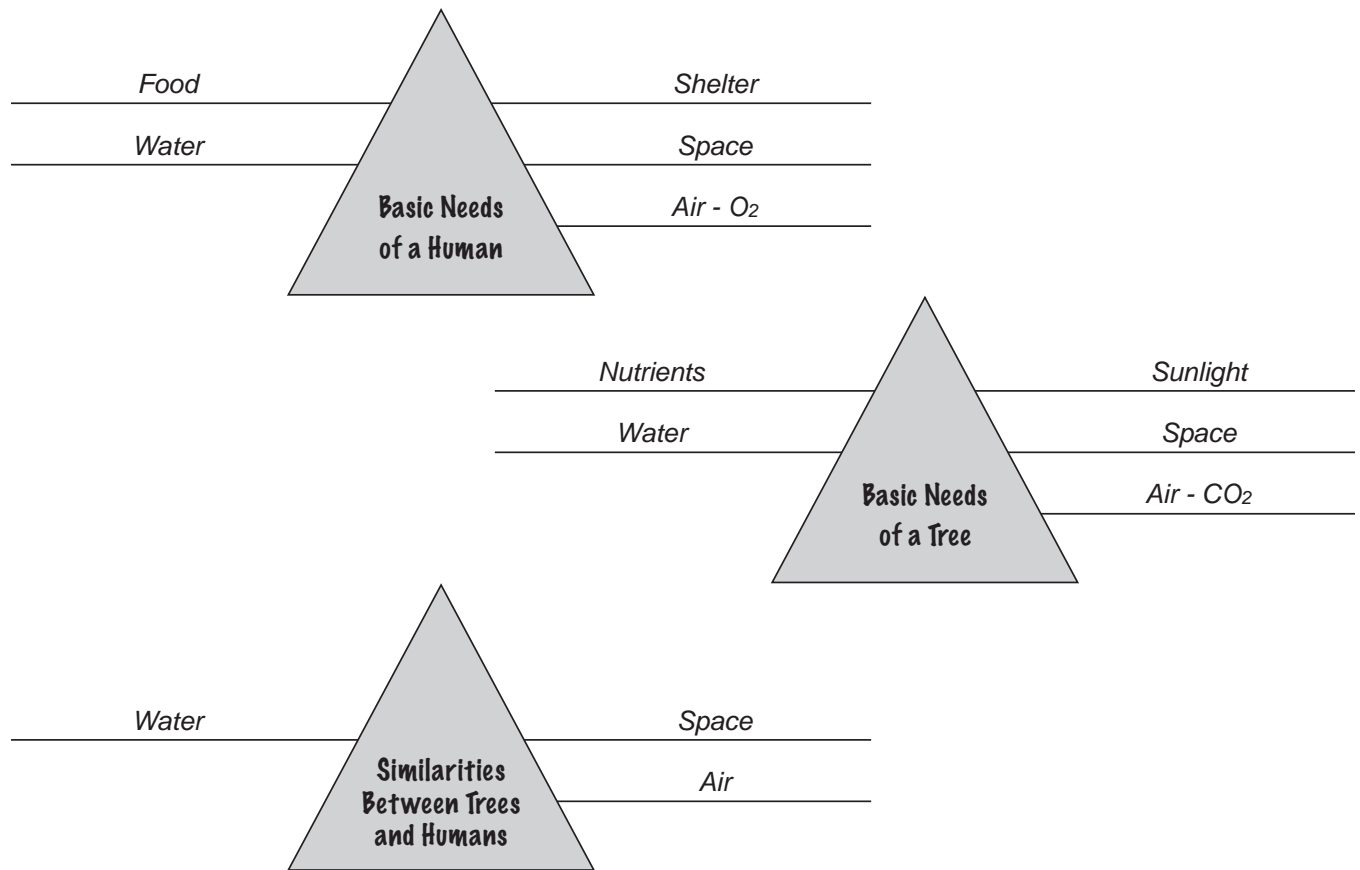 Food
Shelter
Water
Space
Air - O2
Basic Needs
of a Human
Nutrients
Sunlight
Water
Space
Air - CO2
Basic Needs
of a Tree
Water
Space
Air
Similarities
Between Trees
and Humans